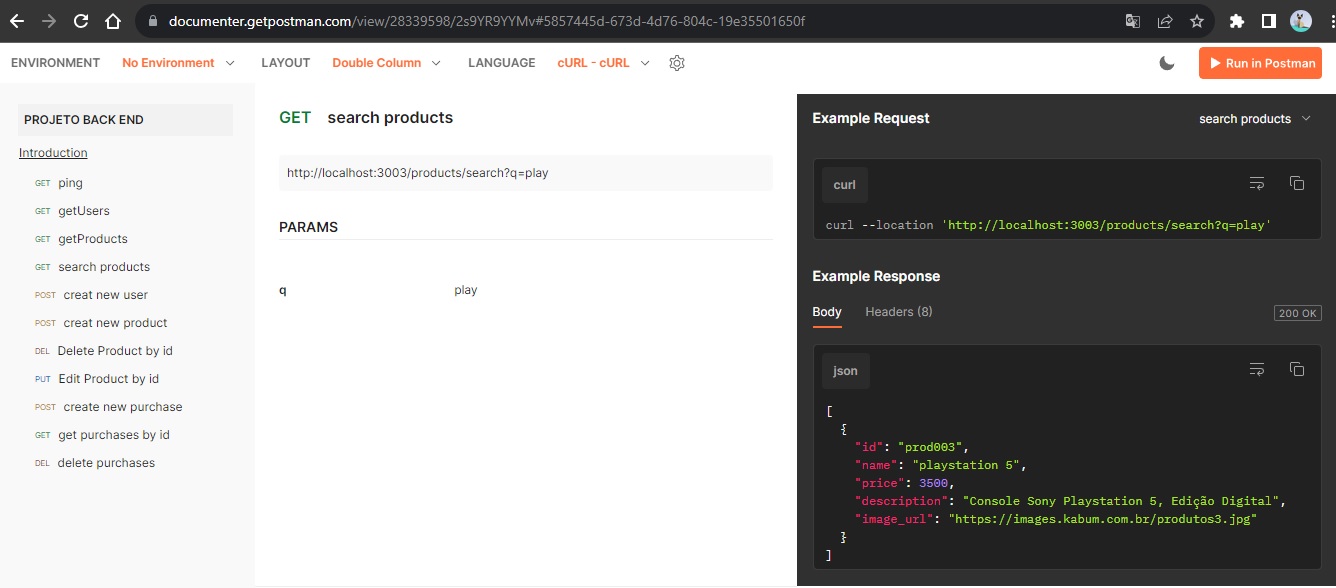 documenter.getpostman.com/view/28339598/2s9YR9YYMv#5857445d-673d-4d76-804c-19e35501650f
ENVIRONMENT No Environment LAYOUT Double Column LANGUAGE cURL - cURL Run in Postman
PROJETO BACK END
Introduction
GET ping
GET getUsers
GET getProducts
GET search products
POST creat new user
POST creat new product
DEL Delete Product by id
PUT Edit Product by id
POST create new purchase
GET get purchases by id
DEL delete purchases
GET search products
http://localhost:3003/products/search?q=play
PARAMS
q play
Example Request search products
curl
curl --location 'http://localhost:3003/products/search?q=play'
Example Response
Body Headers (8) 200 OK
json
[
{
"id": "prod003",
"name": "playstation 5",
"price": 3500,
"description": "Console Sony Playstation 5, Edição Digital",
"image_url": "https://images.kabum.com.br/produtos3.jpg"
}
]